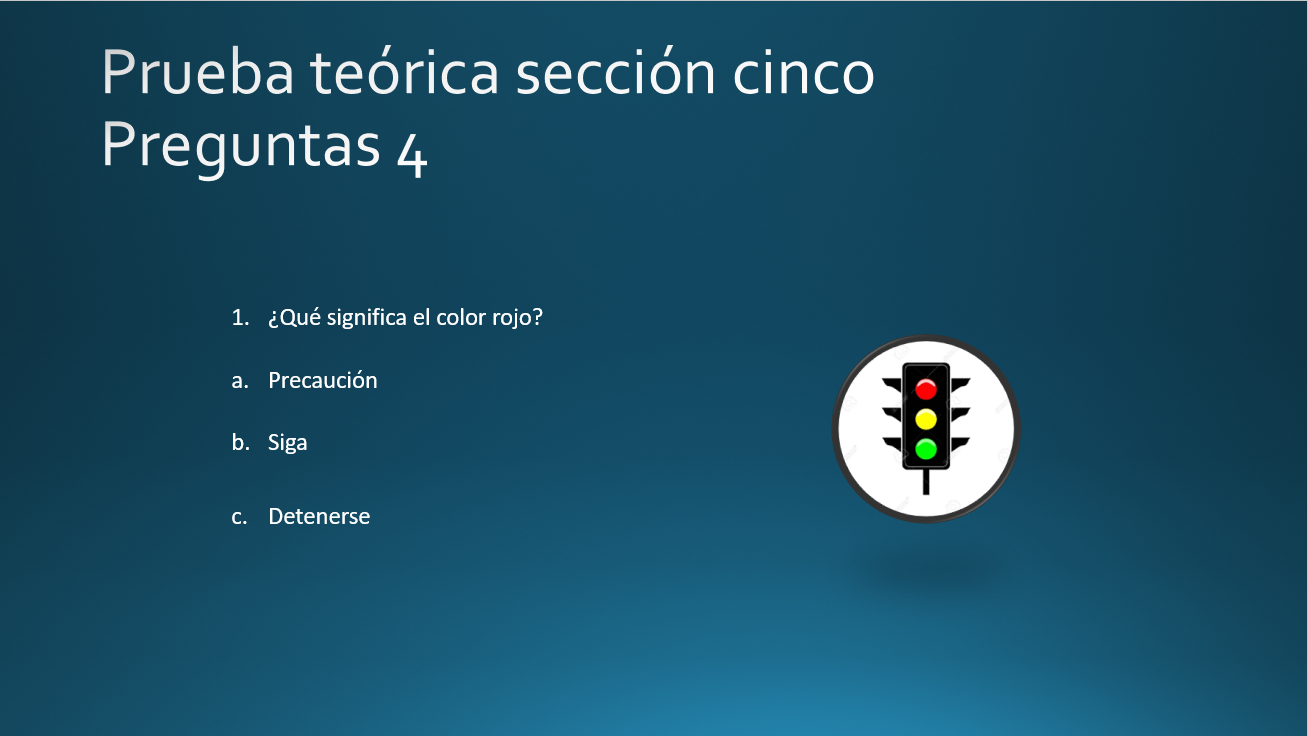 Prueba teórica sección cinco
Preguntas 4
1. ¿Qué significa el color rojo?
a. Precaución
b. Siga
c. Detenerse